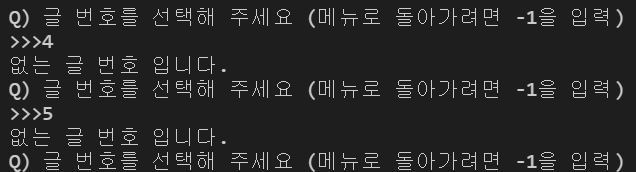 Q) 글 번호를 선택해 주세요 (메뉴로 돌아가려면 -1을 입력)
>>>4
없는 글 번호 입니다.
Q) 글 번호를 선택해 주세요 (메뉴로 돌아가려면 -1을 입력)
>>>5
없는 글 번호 입니다.
Q) 글 번호를 선택해 주세요 (메뉴로 돌아가려면 -1을 입력)